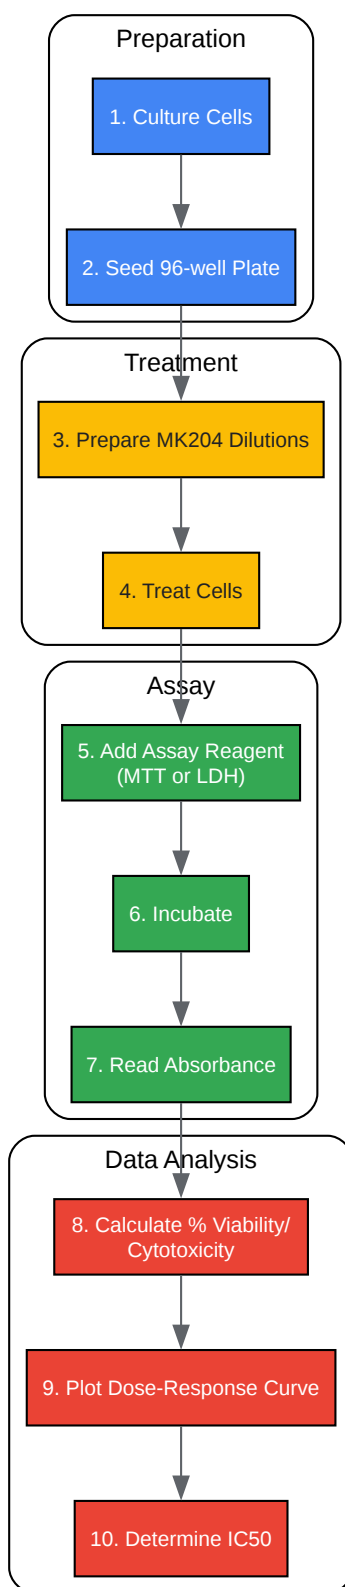 Preparation
1. Culture Cells
2. Seed 96-well Plate
Treatment
3. Prepare MK204 Dilutions
4. Treat Cells
Assay
5. Add Assay Reagent
(MTT or LDH)
6. Incubate
7. Read Absorbance
Data Analysis
8. Calculate % Viability/
Cytotoxicity
9. Plot Dose-Response Curve
10. Determine IC50